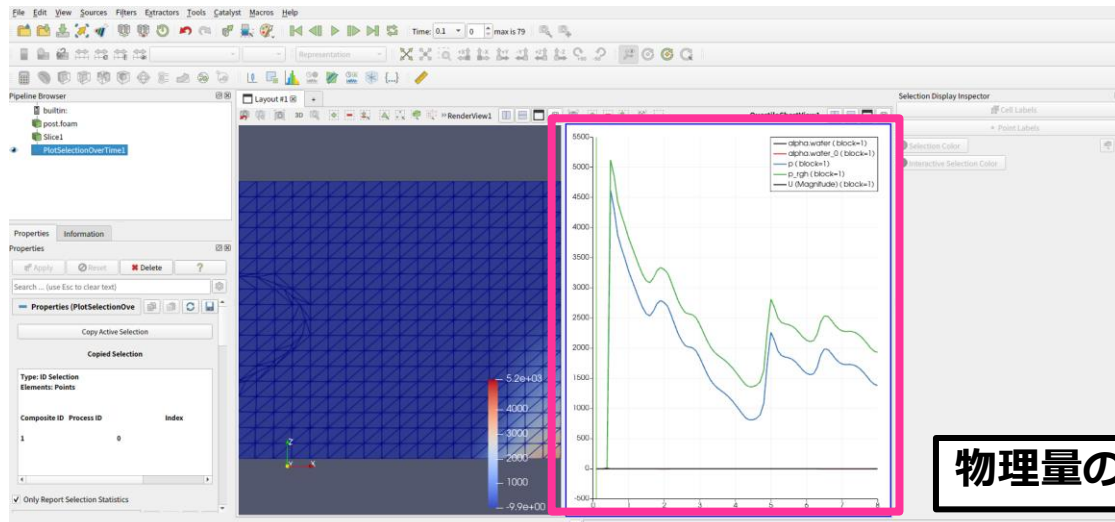 File Edit View Sources Filters Extractors Tools Catalyst Macros Help
Time: 0.1 0 max is 79
Representation
Pipeline Browser
builtin:
post.foam
Slice1
PlotSelectionOverTime1
Properties Information
Properties
Apply Reset Delete ?
Search ... (use Esc to clear text)
Properties (PlotSelectionOve
Copy Active Selection
Copied Selection
Type: ID Selection
Elements: Points
Composite ID Process ID Index
1 0
Only Report Selection Statistics
Layout #1 +
3D
RenderView1
5.2e+03
4000
3000
2000
1000
-9.9e+00
Z
X
5500
5000
4500
4000
3500
3000
2500
2000
1500
1000
500
0
-500
alpha.water ( block=1)
alpha.water_0 ( block=1)
p ( block=1)
p_rgh ( block=1)
U (Magnitude) ( block=1)
0 1 2 3 4 5 6 7 8
物理量の
Selection Display Inspector
Cell Labels
Point Labels
Selection Color
Interactive Selection Color